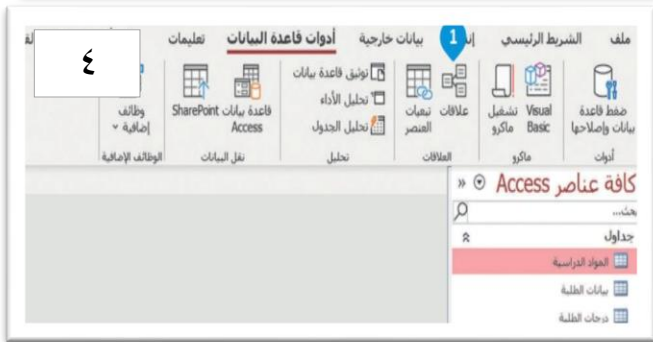 ملف الشريط الرئيسي إنشاء بيانات خارجية أدوات قاعدة البيانات تعليمات
1
٤
ضغط قاعدة بيانات وإصلاحها
Visual Basic
تشغيل ماكرو
علاقات
تبعيات العنصر
توثيق قاعدة بيانات
تحليل الأداء
تحليل الجدول
قاعدة بيانات Access
SharePoint
وظائف إضافية
أدوات
ماكرو
العلاقات
تحليل
نقل البيانات
الوظائف الإضافية
كافة عناصر Access
بحث...
جداول
المواد الدراسية
بيانات الطلبة
درجات الطلبة